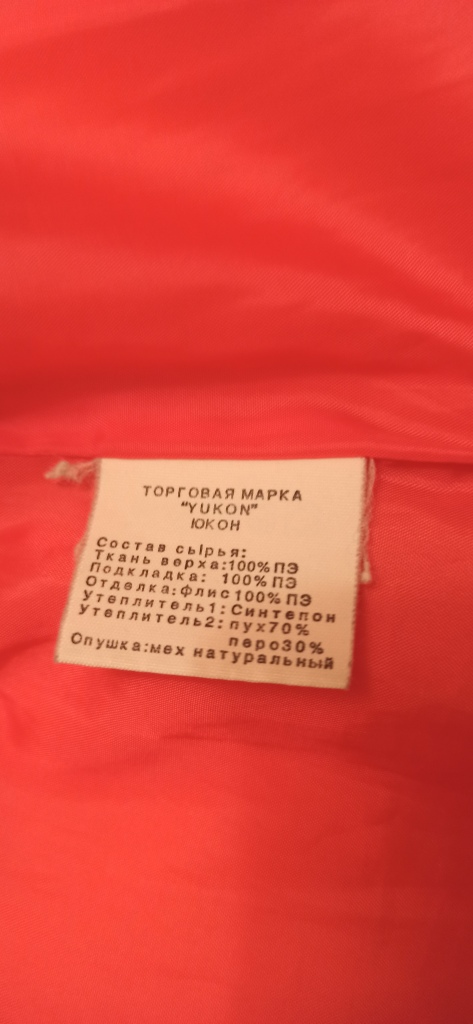 ТОРГОВАЯ МАРКА
"YUKON"
ЮКОН
Состав сырья:
Ткань верха:100%ПЭ
Подкладка: 100%ПЭ
Отделка:флис100%ПЭ
Утеплитель1:Синтепон
Утеплитель2:пух70%
перо30%
Опушка:мех натуральный